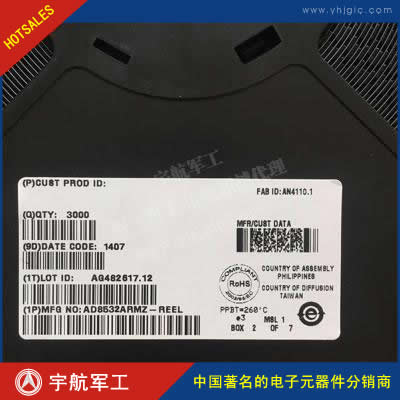 HOTSALES
www.yhjgic.com
(P)CUST PROD ID:
FAB ID:AN4110.1
(Q)QTY: 3000
MFR/CUST DATA
(9D)DATE CODE: 1407
(1T)LOT ID: AG482617.12
COMPLIANT
RoHS
2002/95/EC
COUNTRY OF ASSEMBLY
PHILIPPINES
COUNTRY OF DIFFUSION
TAIWAN
(1P)MFG NO:AD8532ARMZ-REEL
PPBT=260°C
e3 MSL 1
BOX 2 OF 7
宇航军工
中国著名的电子元器件分销商